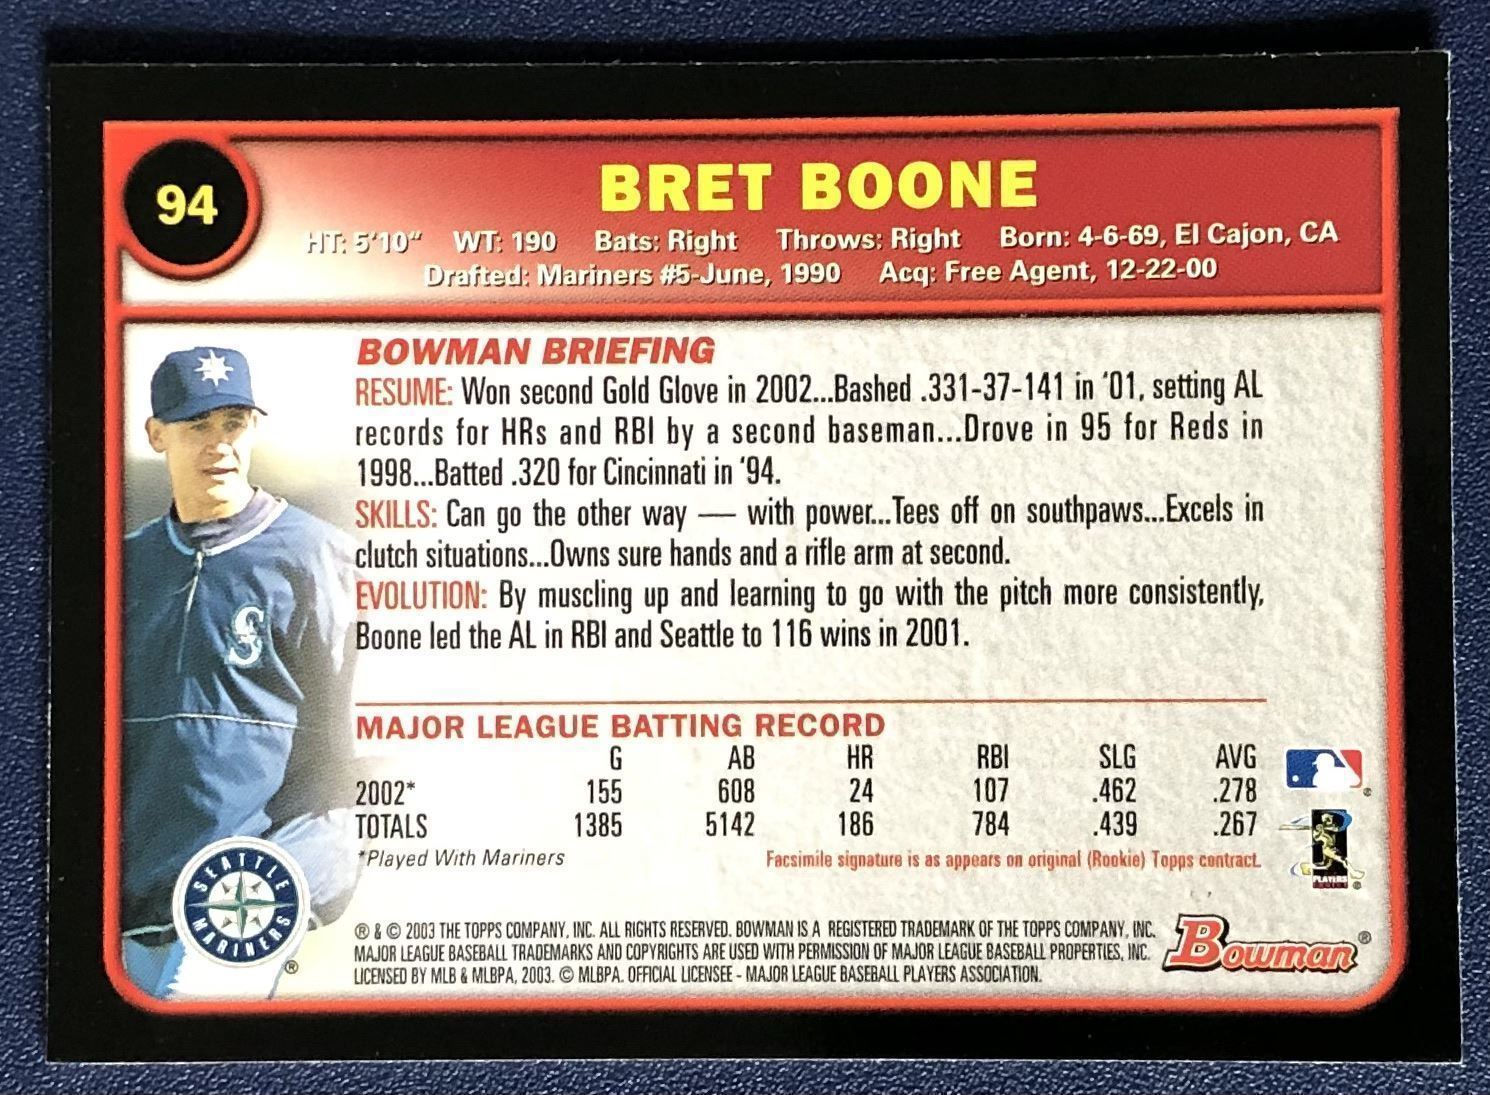 94
BRET BOONE
HT: 5'10" WT: 190 Bats: Right Throws: Right Born: 4-6-69, El Cajon, CA
Drafted: Mariners #5-June, 1990 Acq: Free Agent, 12-22-00
BOWMAN BRIEFING
RESUME: Won second Gold Glove in 2002...Bashed .331-37-141 in '01, setting AL
records for HRs and RBI by a second baseman...Drove in 95 for Reds in
1998...Batted .320 for Cincinnati in '94.
SKILLS: Can go the other way — with power...Tees off on southpaws...Excels in
clutch situations...Owns sure hands and a rifle arm at second.
EVOLUTION: By muscling up and learning to go with the pitch more consistently,
Boone led the AL in RBI and Seattle to 116 wins in 2001.
S
MAJOR LEAGUE BATTING RECORD
G AB HR RBI SLG AVG
2002* 155 608 24 107 .462 .278
TOTALS 1385 5142 186 784 .439 .267
*Played With Mariners Facsimile signature is as appears on original (Rookie) Topps contract.
SEATTLE MARINERS ®
PLAYERS CHOICE ®
® & © 2003 THE TOPPS COMPANY, INC. ALL RIGHTS RESERVED. BOWMAN IS A REGISTERED TRADEMARK OF THE TOPPS COMPANY, INC.
MAJOR LEAGUE BASEBALL TRADEMARKS AND COPYRIGHTS ARE USED WITH PERMISSION OF MAJOR LEAGUE BASEBALL PROPERTIES, INC.
LICENSED BY MLB & MLBPA, 2003. © MLBPA. OFFICIAL LICENSEE - MAJOR LEAGUE BASEBALL PLAYERS ASSOCIATION.
Bowman®